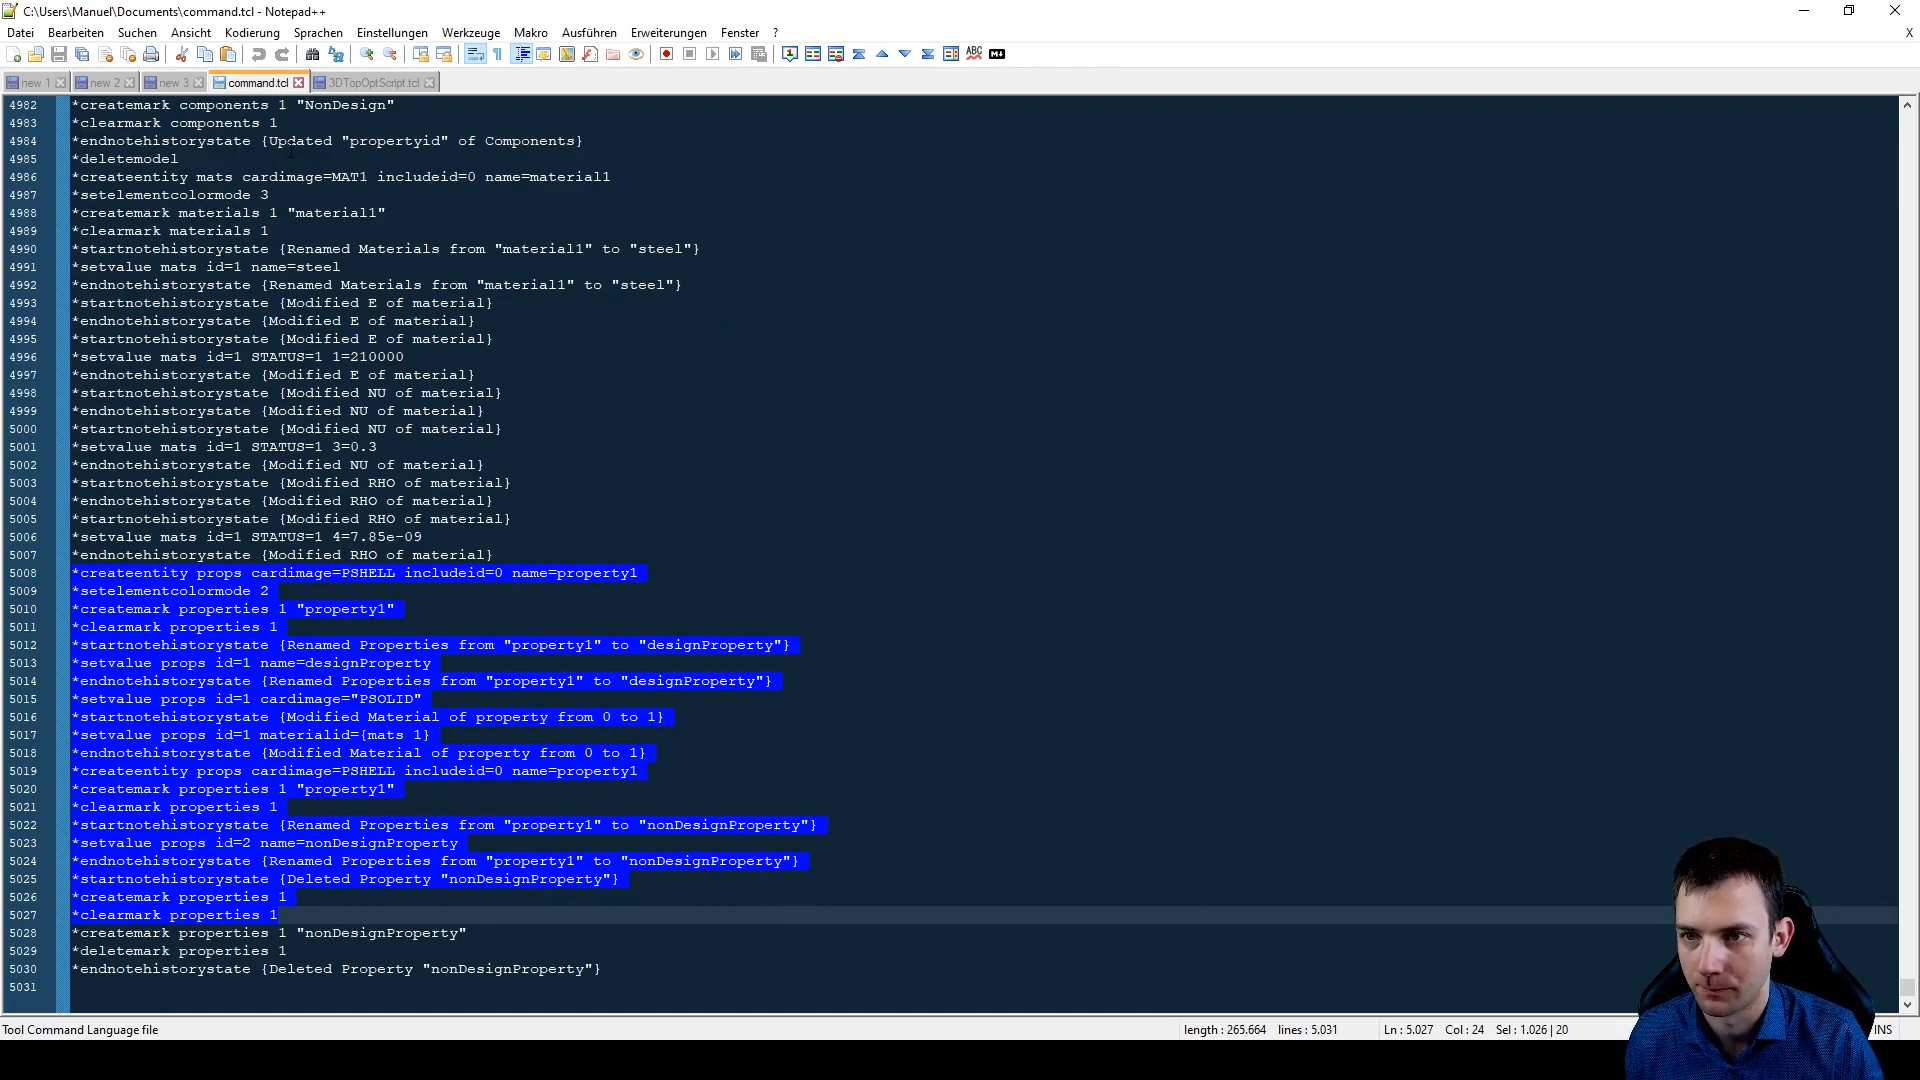 C:\Users\Manuel\Documents\command.tcl - Notepad++
Datei Bearbeiten Suchen Ansicht Kodierung Sprachen Einstellungen Werkzeuge Makro Ausführen Erweiterungen Fenster ? X
new 1 new 2 new 3 command.tcl 3DTopOptScript.tcl
4982 *createmark components 1 "NonDesign"
4983 *clearmark components 1
4984 *endnotehistorystate {Updated "propertyid" of Components}
4985 *deletemodel
4986 *createentity mats cardimage=MAT1 includeid=0 name=material1
4987 *setelementcolormode 3
4988 *createmark materials 1 "material1"
4989 *clearmark materials 1
4990 *startnotehistorystate {Renamed Materials from "material1" to "steel"}
4991 *setvalue mats id=1 name=steel
4992 *endnotehistorystate {Renamed Materials from "material1" to "steel"}
4993 *startnotehistorystate {Modified E of material}
4994 *endnotehistorystate {Modified E of material}
4995 *startnotehistorystate {Modified E of material}
4996 *setvalue mats id=1 STATUS=1 1=210000
4997 *endnotehistorystate {Modified E of material}
4998 *startnotehistorystate {Modified NU of material}
4999 *endnotehistorystate {Modified NU of material}
5000 *startnotehistorystate {Modified NU of material}
5001 *setvalue mats id=1 STATUS=1 3=0.3
5002 *endnotehistorystate {Modified NU of material}
5003 *startnotehistorystate {Modified RHO of material}
5004 *endnotehistorystate {Modified RHO of material}
5005 *startnotehistorystate {Modified RHO of material}
5006 *setvalue mats id=1 STATUS=1 4=7.85e-09
5007 *endnotehistorystate {Modified RHO of material}
5008 *createentity props cardimage=PSHELL includeid=0 name=property1
5009 *setelementcolormode 2
5010 *createmark properties 1 "property1"
5011 *clearmark properties 1
5012 *startnotehistorystate {Renamed Properties from "property1" to "designProperty"}
5013 *setvalue props id=1 name=designProperty
5014 *endnotehistorystate {Renamed Properties from "property1" to "designProperty"}
5015 *setvalue props id=1 cardimage="PSOLID"
5016 *startnotehistorystate {Modified Material of property from 0 to 1}
5017 *setvalue props id=1 materialid={mats 1}
5018 *endnotehistorystate {Modified Material of property from 0 to 1}
5019 *createentity props cardimage=PSHELL includeid=0 name=property1
5020 *createmark properties 1 "property1"
5021 *clearmark properties 1
5022 *startnotehistorystate {Renamed Properties from "property1" to "nonDesignProperty"}
5023 *setvalue props id=2 name=nonDesignProperty
5024 *endnotehistorystate {Renamed Properties from "property1" to "nonDesignProperty"}
5025 *startnotehistorystate {Deleted Property "nonDesignProperty"}
5026 *createmark properties 1
5027 *clearmark properties 1
5028 *createmark properties 1 "nonDesignProperty"
5029 *deletemark properties 1
5030 *endnotehistorystate {Deleted Property "nonDesignProperty"}
5031
Tool Command Language file length : 265.664 lines : 5.031 Ln : 5.027 Col : 24 Sel : 1.026 | 20 INS